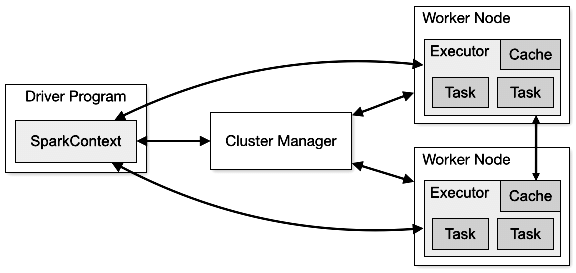 Driver Program
SparkContext
Cluster Manager
Worker Node
Executor
Cache
Task Task
Worker Node
Executor
Cache
Task Task